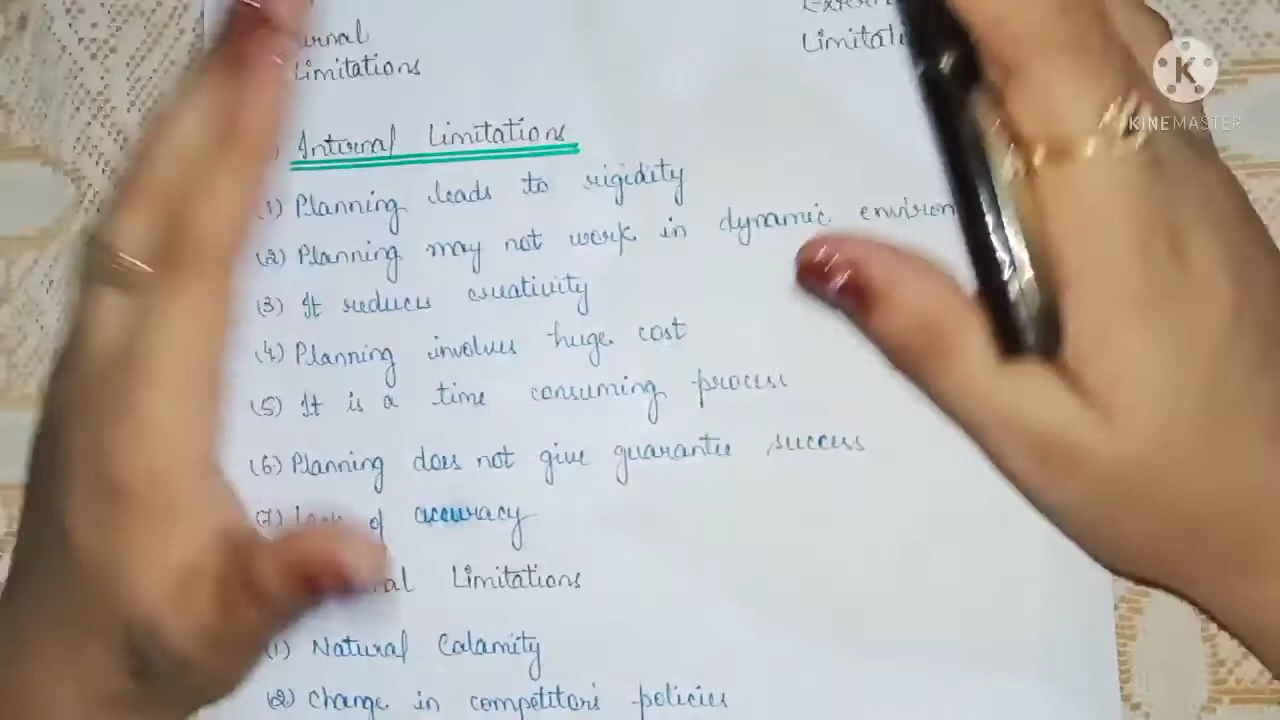 Limitations
Limitati
K
KINEMASTER
Internal Limitations
(1) Planning leads to rigidity
(2) Planning may not work in dynamic environ
(3) It reduces creativity
(4) Planning involves huge cost
(5) It is a time consuming process
(6) Planning does not give guarantee success
(7) Lack of accuracy
Limitations
(1) Natural Calamity
(2) Change in competitors policies